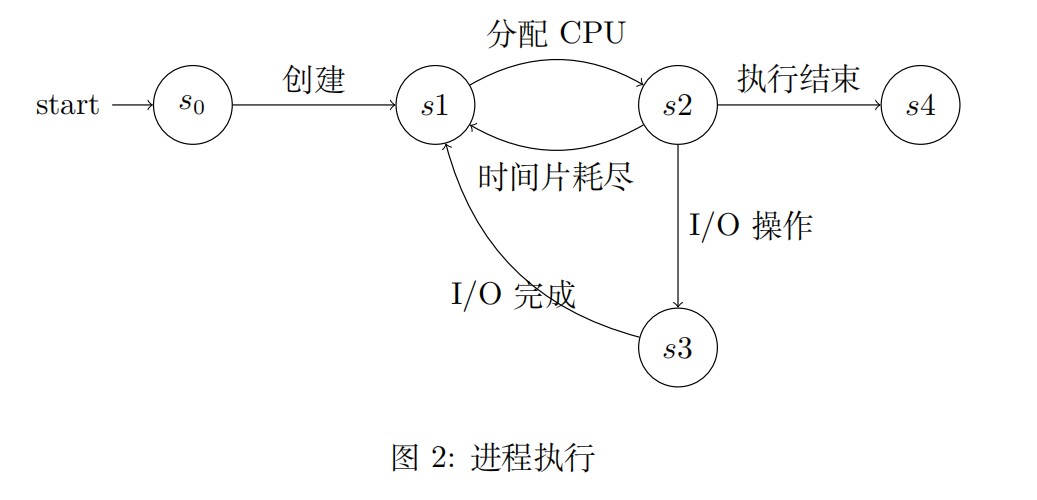 分配 CPU
创建
执行结束
start
s0
s1
s2
s4
时间片耗尽
I/O 操作
I/O 完成
s3
图 2: 进程执行